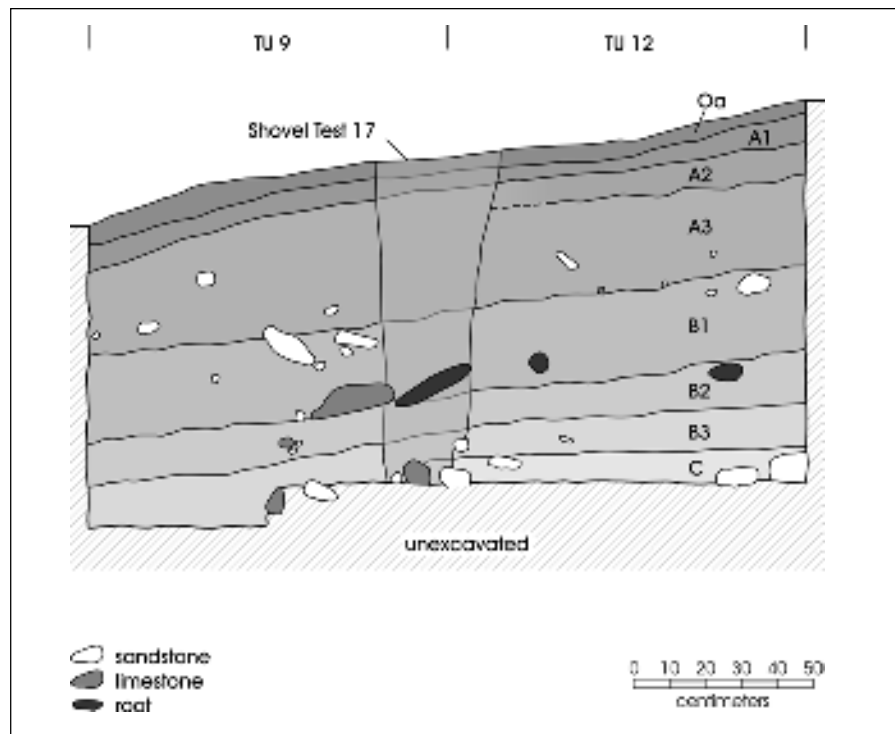 TU 9 TU 12
Oa
Shovel Test 17
A1
A2
A3
B1
B2
B3
C
unexcavated
sandstone
limestone
root
0 10 20 30 40 50
centimeters